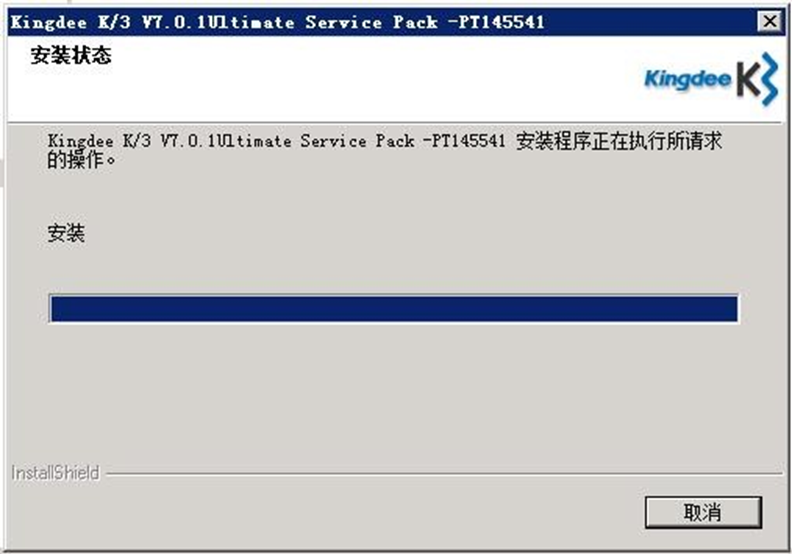 Kingdee K/3 V7.0.1Ultimate Service Pack -PT145541
安装状态
Kingdee K3
Kingdee K/3 V7.0.1Ultimate Service Pack -PT145541 安装程序正在执行所请求
的操作。
安装
InstallShield
取消